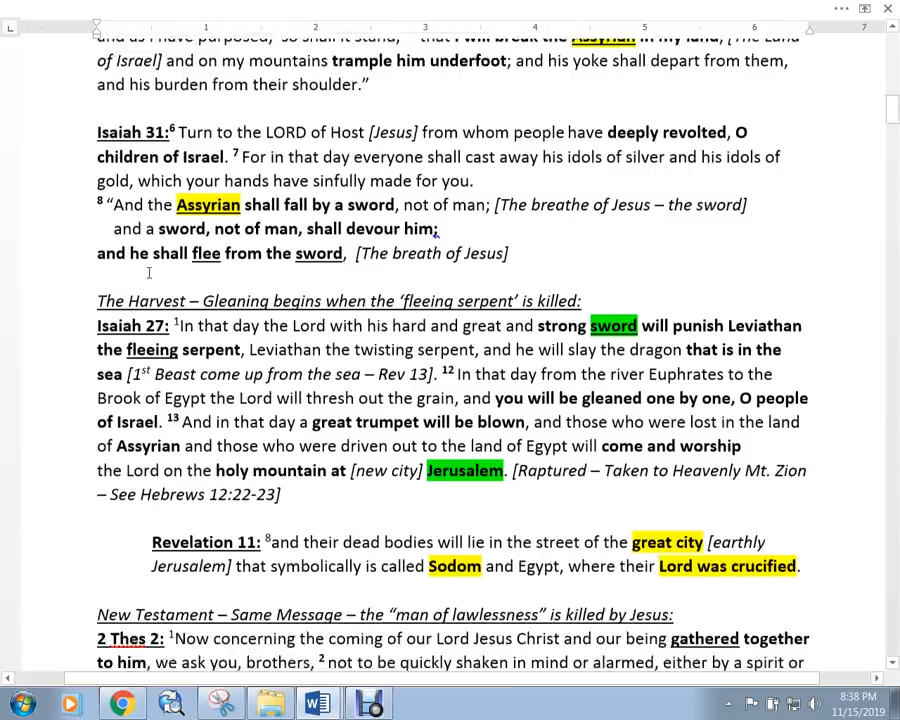 1 2 3 4 5 6 7
and as I have purposed, so shall it stand, that I will break the Assyrian in my land, [The Land
of Israel] and on my mountains trample him underfoot; and his yoke shall depart from them,
and his burden from their shoulder.”
Isaiah 31:6 Turn to the LORD of Host [Jesus] from whom people have deeply revolted, O
children of Israel. 7 For in that day everyone shall cast away his idols of silver and his idols of
gold, which your hands have sinfully made for you.
8 “And the Assyrian shall fall by a sword, not of man; [The breathe of Jesus – the sword]
and a sword, not of man, shall devour him;
and he shall flee from the sword, [The breath of Jesus]
The Harvest – Gleaning begins when the ‘fleeing serpent’ is killed:
Isaiah 27: 1In that day the Lord with his hard and great and strong sword will punish Leviathan
the fleeing serpent, Leviathan the twisting serpent, and he will slay the dragon that is in the
sea [1st Beast come up from the sea – Rev 13]. 12 In that day from the river Euphrates to the
Brook of Egypt the Lord will thresh out the grain, and you will be gleaned one by one, O people
of Israel. 13 And in that day a great trumpet will be blown, and those who were lost in the land
of Assyrian and those who were driven out to the land of Egypt will come and worship
the Lord on the holy mountain at [new city] Jerusalem. [Raptured – Taken to Heavenly Mt. Zion
– See Hebrews 12:22-23]
Revelation 11: 8and their dead bodies will lie in the street of the great city [earthly
Jerusalem] that symbolically is called Sodom and Egypt, where their Lord was crucified.
New Testament – Same Message – the “man of lawlessness” is killed by Jesus:
2 Thes 2: 1Now concerning the coming of our Lord Jesus Christ and our being gathered together
to him, we ask you, brothers, 2 not to be quickly shaken in mind or alarmed, either by a spirit or
8:38 PM
11/15/2019